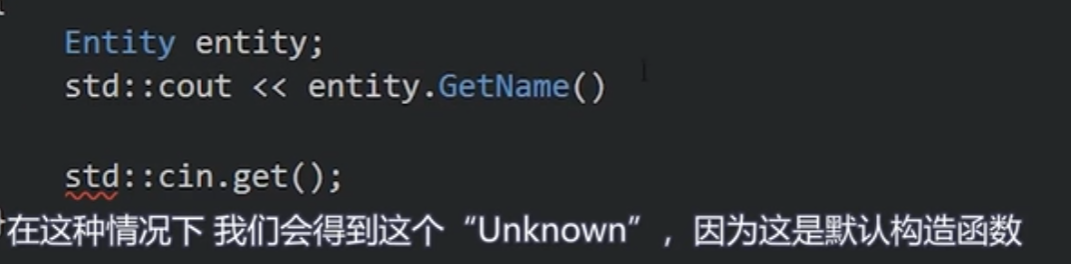 Entity entity;
std::cout << entity.GetName()
std::cin.get();
在这种情况下 我们会得到这个“Unknown”，因为这是默认构造函数